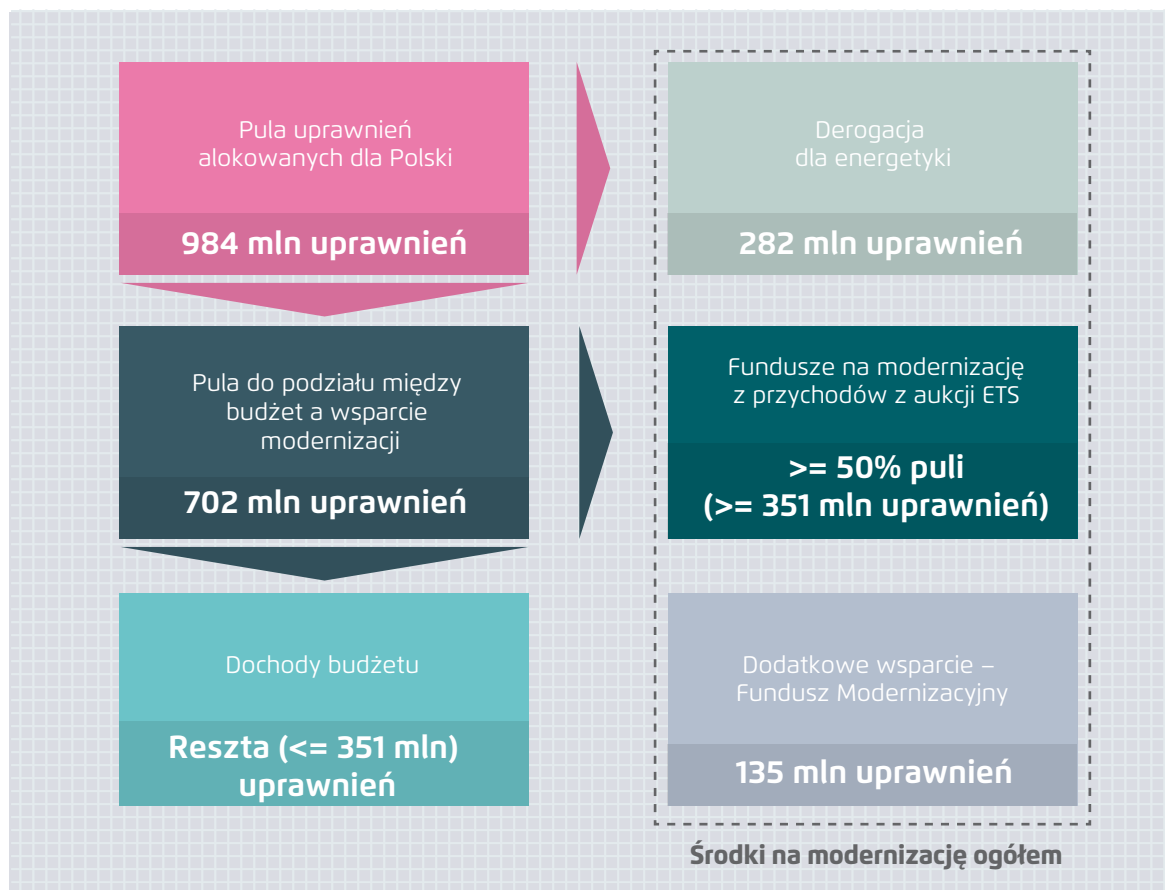 Pula uprawnień
alokowanych dla Polski
984 mln uprawnień
Derogacja
dla energetyki
282 mln uprawnień
Pula do podziału między
budżet a wsparcie
modernizacji
702 mln uprawnień
Fundusze na modernizację
z przychodów z aukcji ETS
>= 50% puli
(>= 351 mln uprawnień)
Dochody budżetu
Reszta (<= 351 mln)
uprawnień
Dodatkowe wsparcie –
Fundusz Modernizacyjny
135 mln uprawnień
Środki na modernizację ogółem